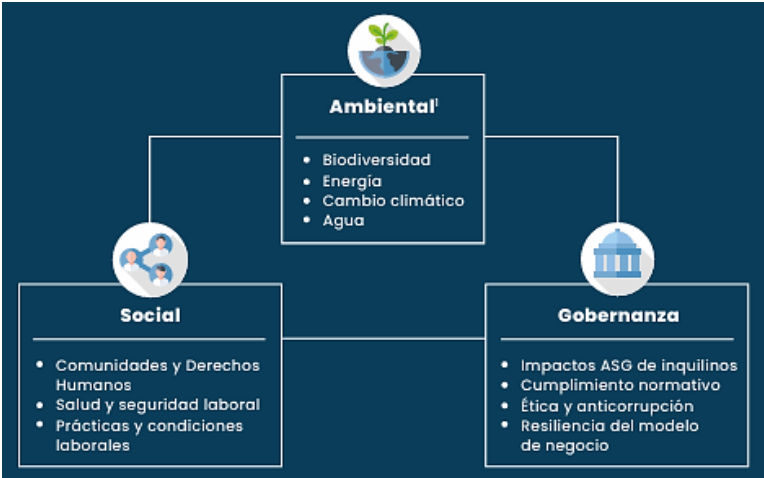 Ambiental¹
• Biodiversidad
• Energía
• Cambio climático
• Agua
Social
• Comunidades y Derechos
Humanos
• Salud y seguridad laboral
• Prácticas y condiciones
laborales
Gobernanza
• Impactos ASG de inquilinos
• Cumplimiento normativo
• Ética y anticorrupción
• Resiliencia del modelo
de negocio